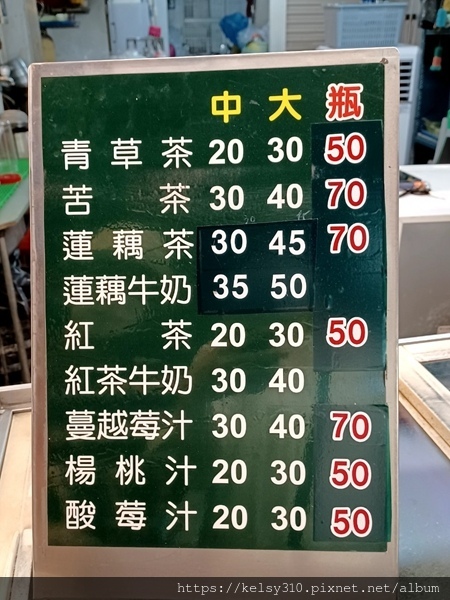 中 大 瓶
青草茶 20 30 50
苦茶 30 40 70
蓮藕茶 30 45 70
蓮藕牛奶 35 50
紅茶 20 30 50
紅茶牛奶 30 40
蔓越莓汁 30 40 70
楊桃汁 20 30 50
酸莓汁 20 30 50
https://kelsy310.pixnet.net/album